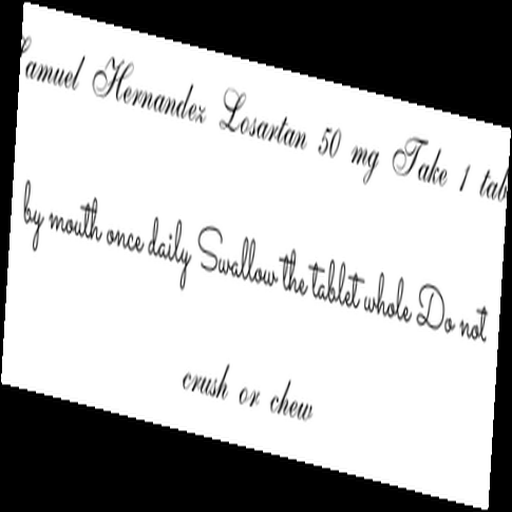 Samuel Hernandez Losartan 50 mg Take 1 tab
by mouth once daily Swallow the tablet whole Do not
crush or chew